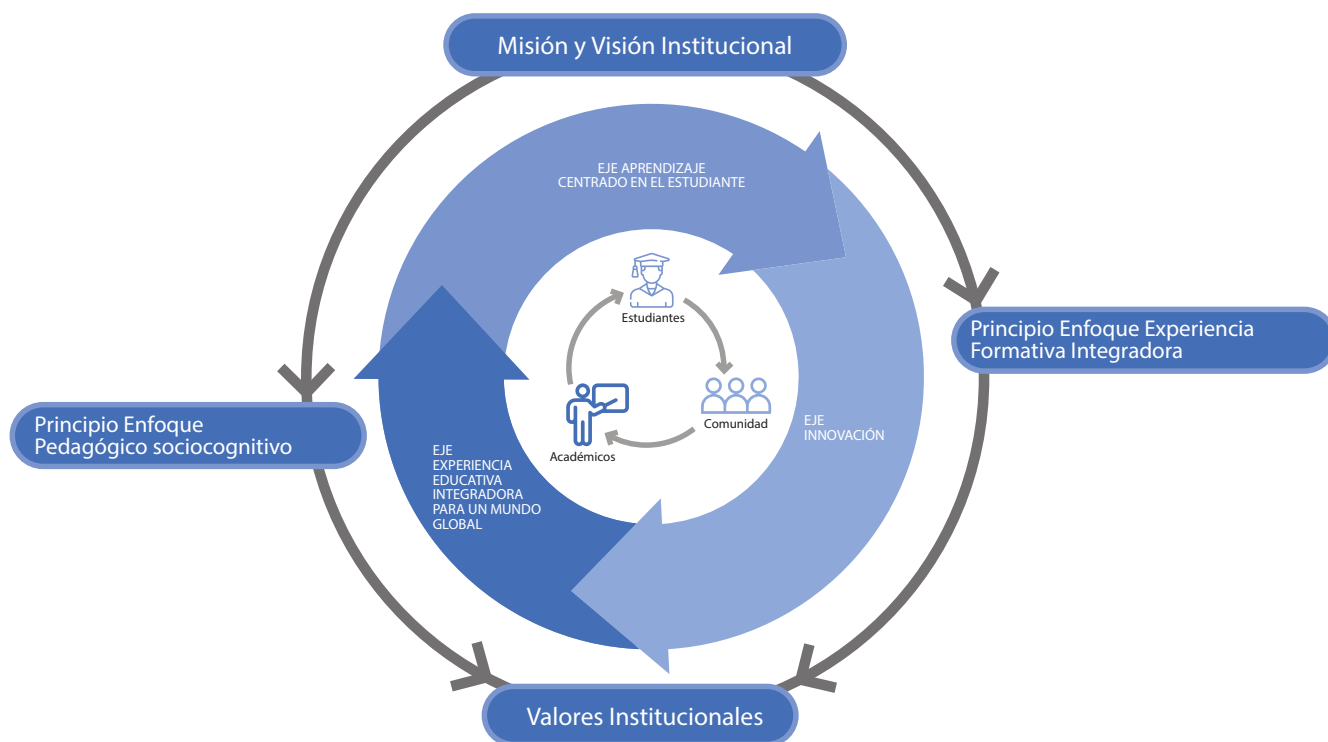 Misión y Visión Institucional
EJE APRENDIZAJE
CENTRADO EN EL ESTUDIANTE
Estudiantes
Principio Enfoque Experiencia
Formativa Integradora
Comunidad
EJE
INNOVACIÓN
Principio Enfoque
Pedagógico sociocognitivo
Académicos
EJE
EXPERIENCIA
EDUCATIVA
INTEGRADORA
PARA UN MUNDO
GLOBAL
Valores Institucionales